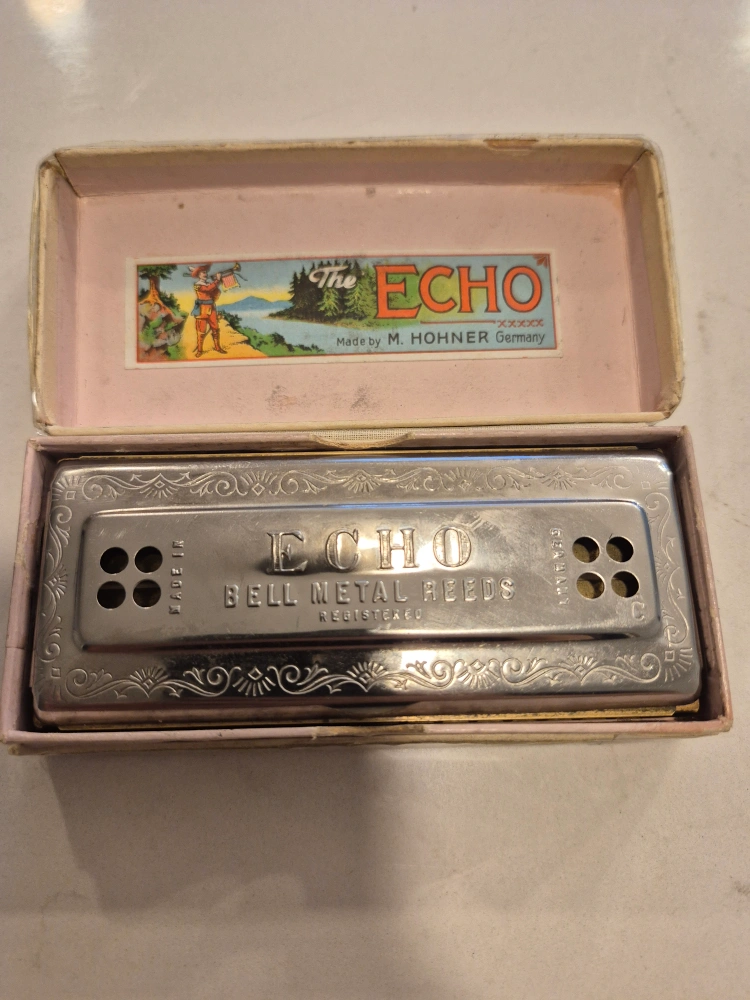 The ECHO
xxxxx
Made by M. HOHNER Germany
ECHO
MADE IN
BELL METAL REEDS
GERMANY
REGISTERED
C